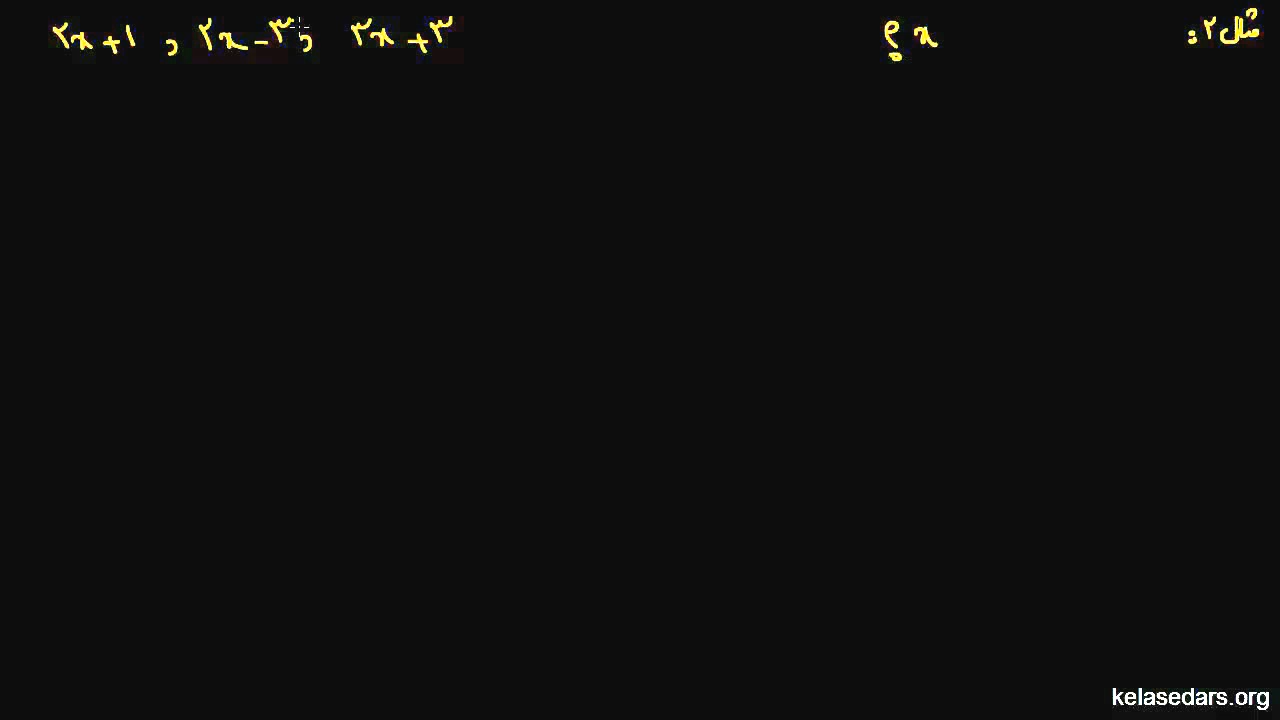 مثال ۲: x ؟ ۲x + ۱ , ۲x - ۳ , ۳x + ۳
kelasedars.org